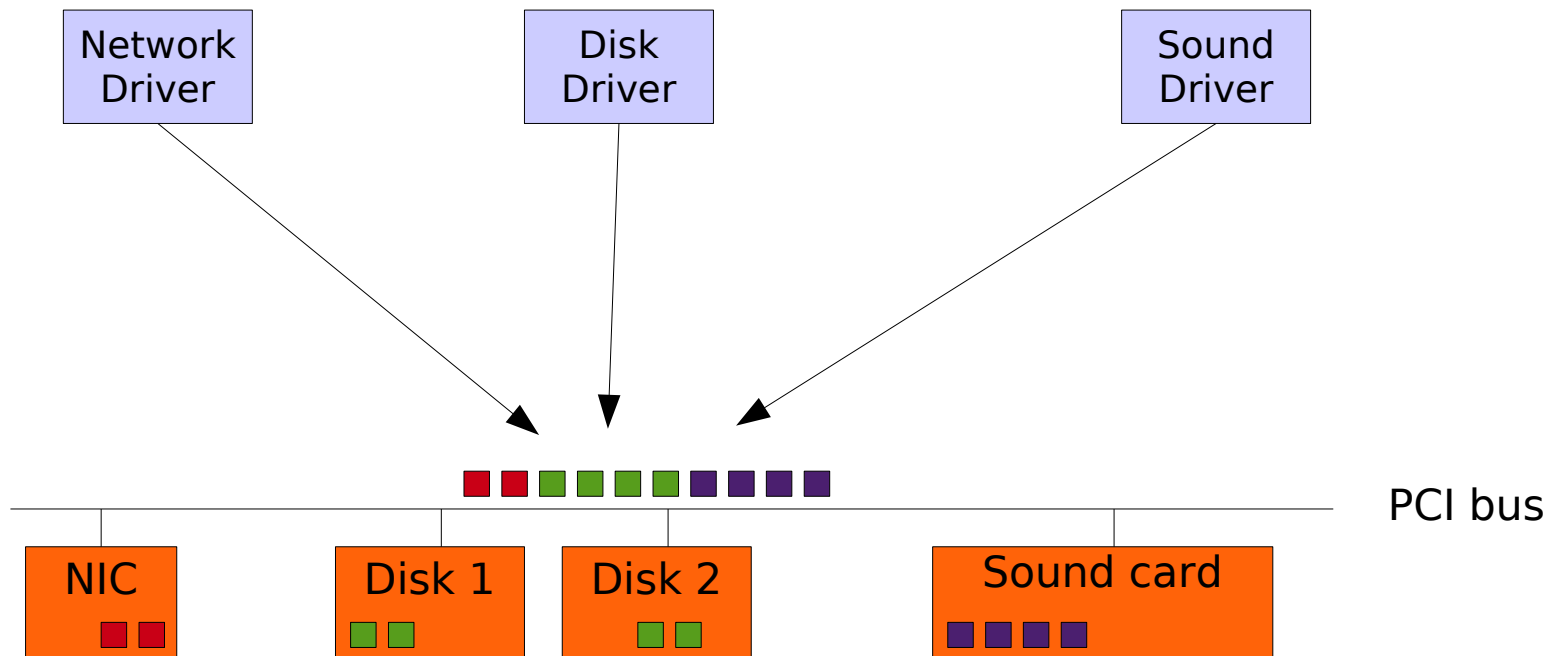 Network
Driver
Disk
Driver
Sound
Driver
PCI bus
NIC
Disk 1
Disk 2
Sound card